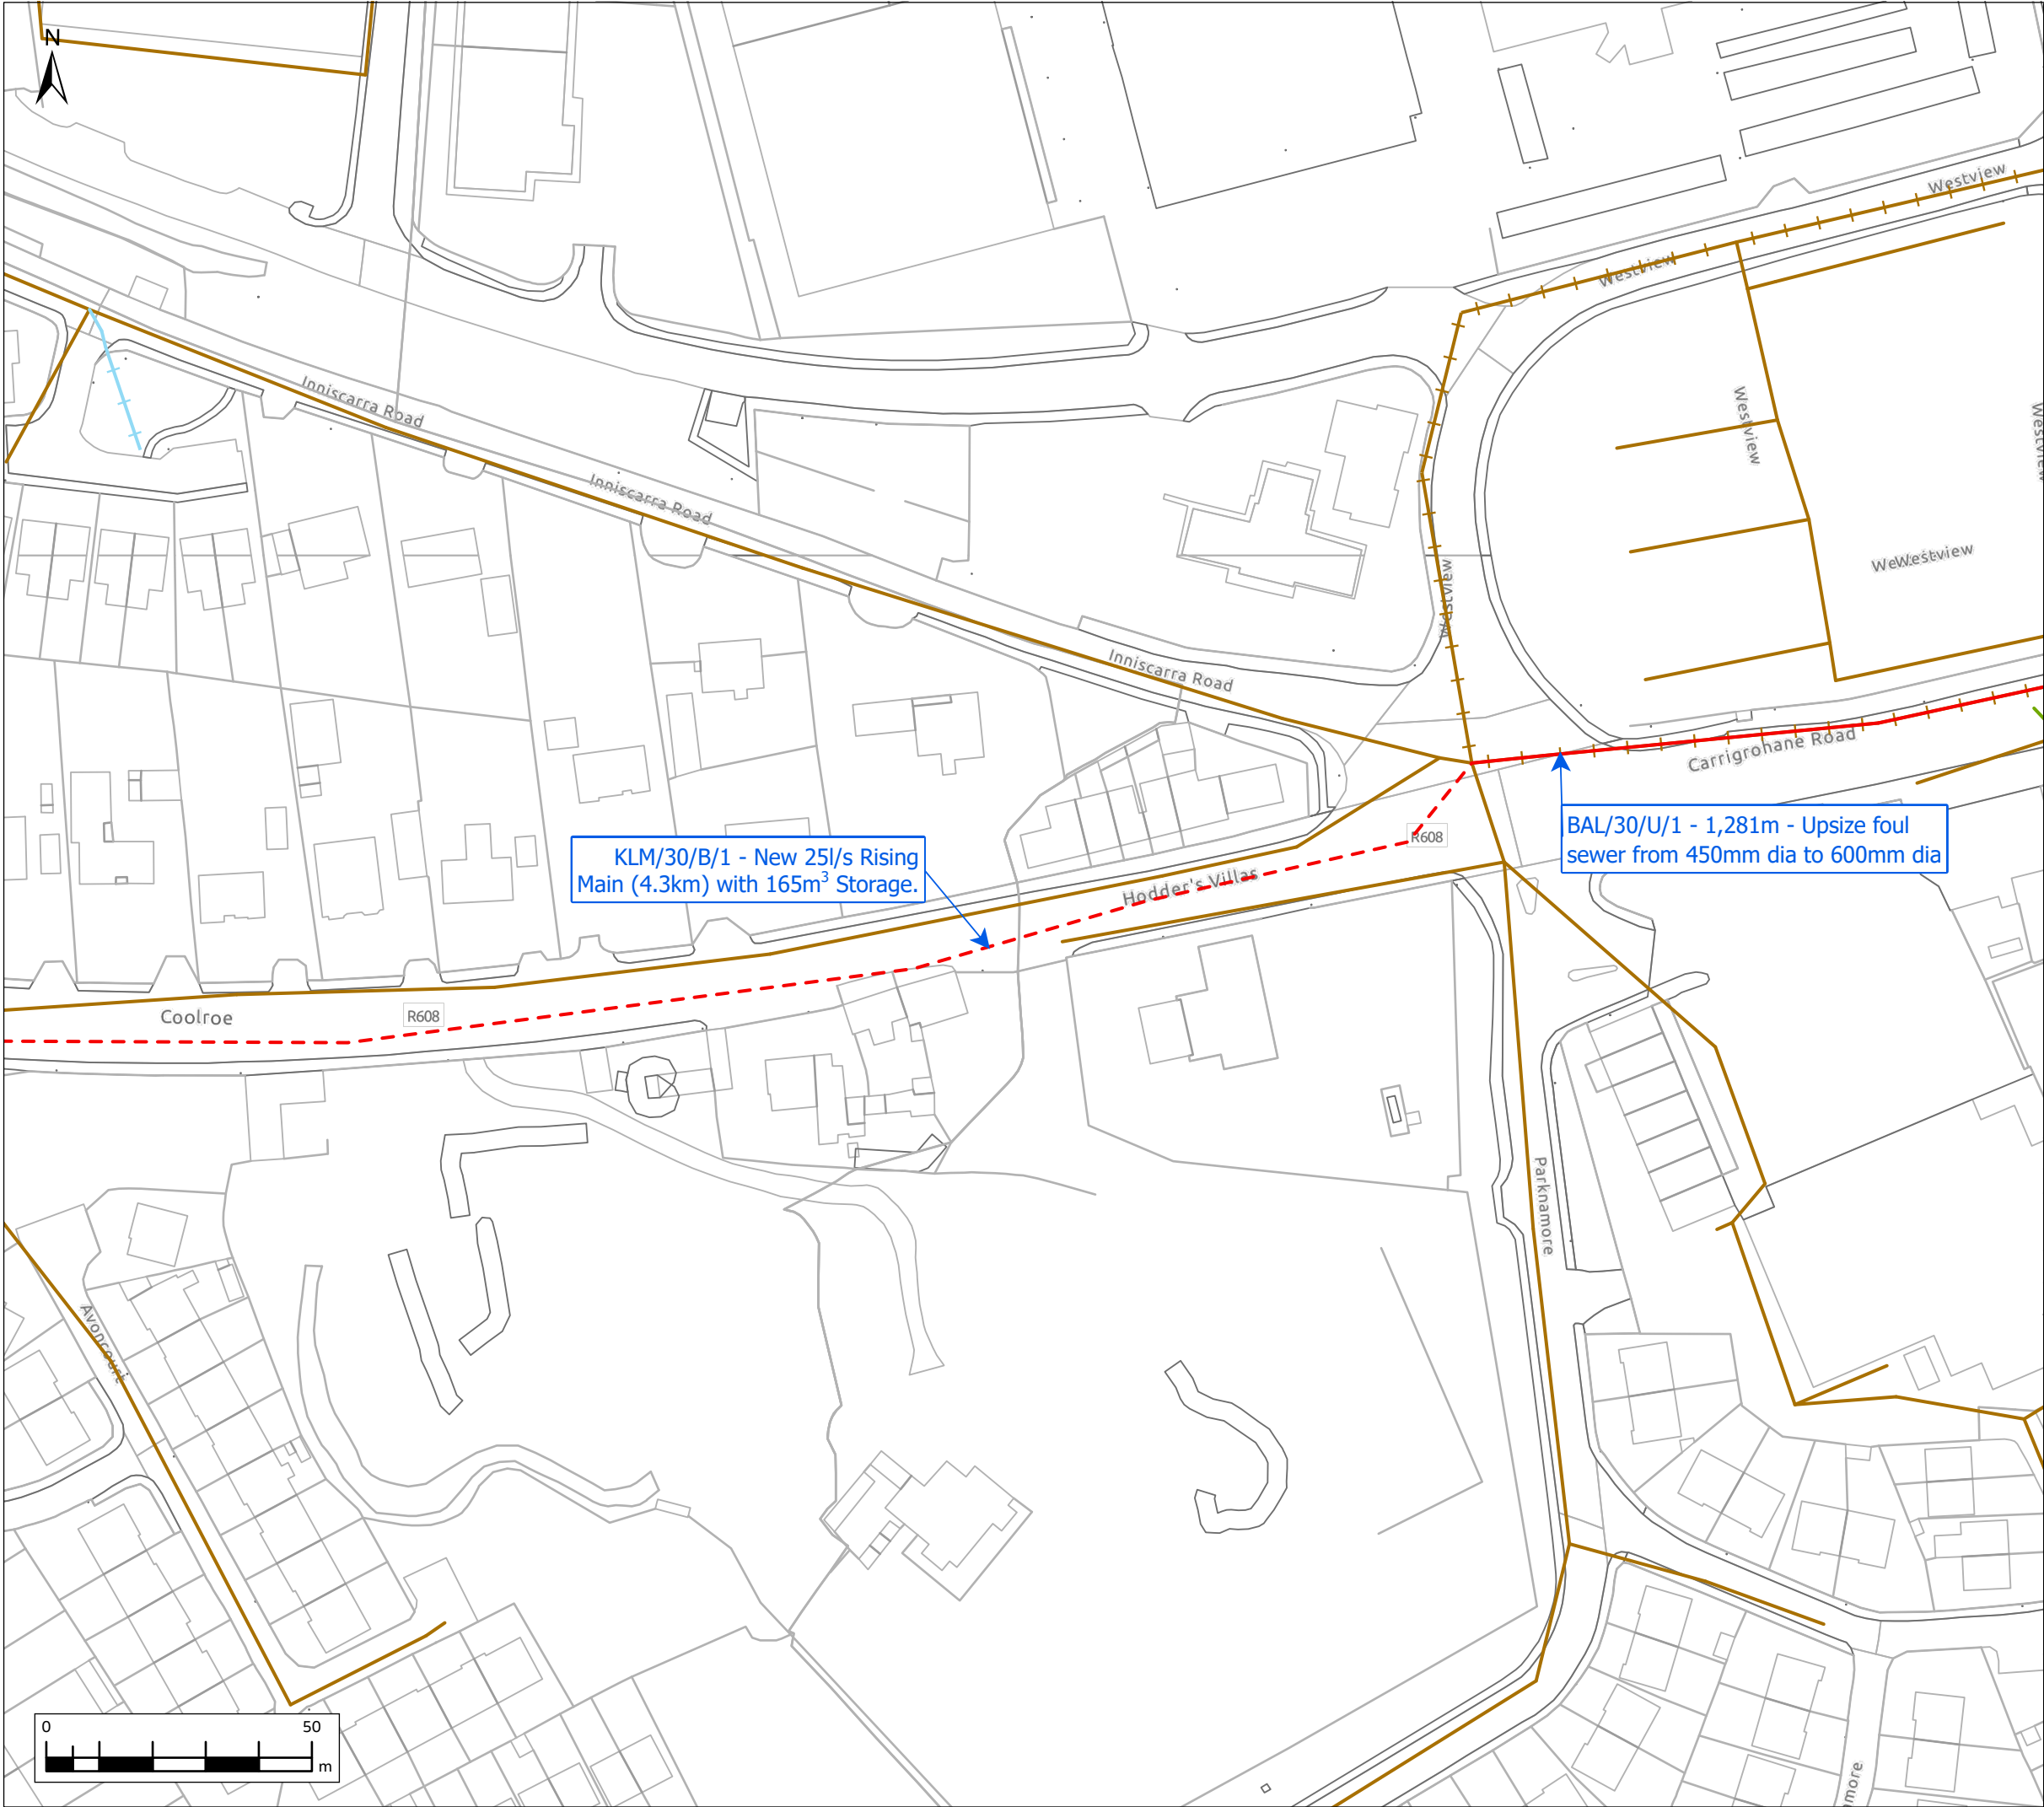 N
Westview
Westview
Inniscarra Road
Westview
Inniscarra Road
Westview
Westview
Inniscarra Road
Carrigrohane Road
BAL/30/U/1 - 1,281m - Upsize foul
sewer from 450mm dia to 600mm dia
R608
KLM/30/B/1 - New 25l/s Rising
Main (4.3km) with 165m³ Storage.
Hodder's Villas
Coolroe
R608
Parknamore
Avoncourt
0 50
m